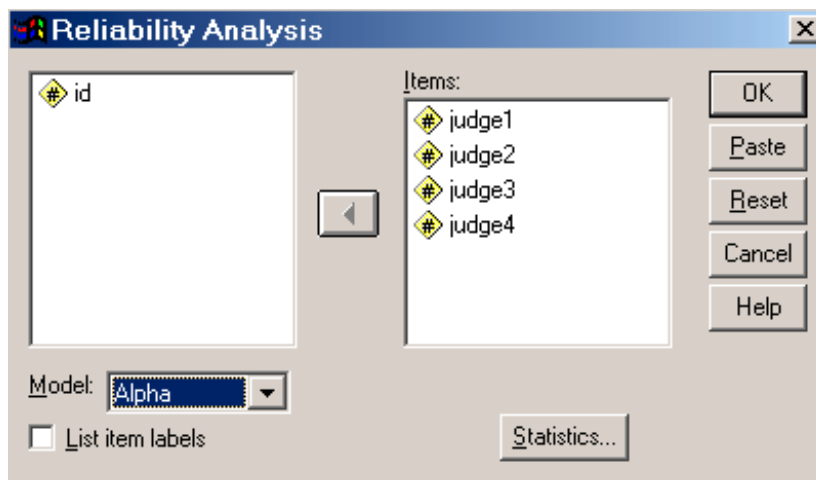 Reliability Analysis
id
Items:
judge1
judge2
judge3
judge4
OK
Paste
Reset
Cancel
Help
Model:
Alpha
List item labels
Statistics...